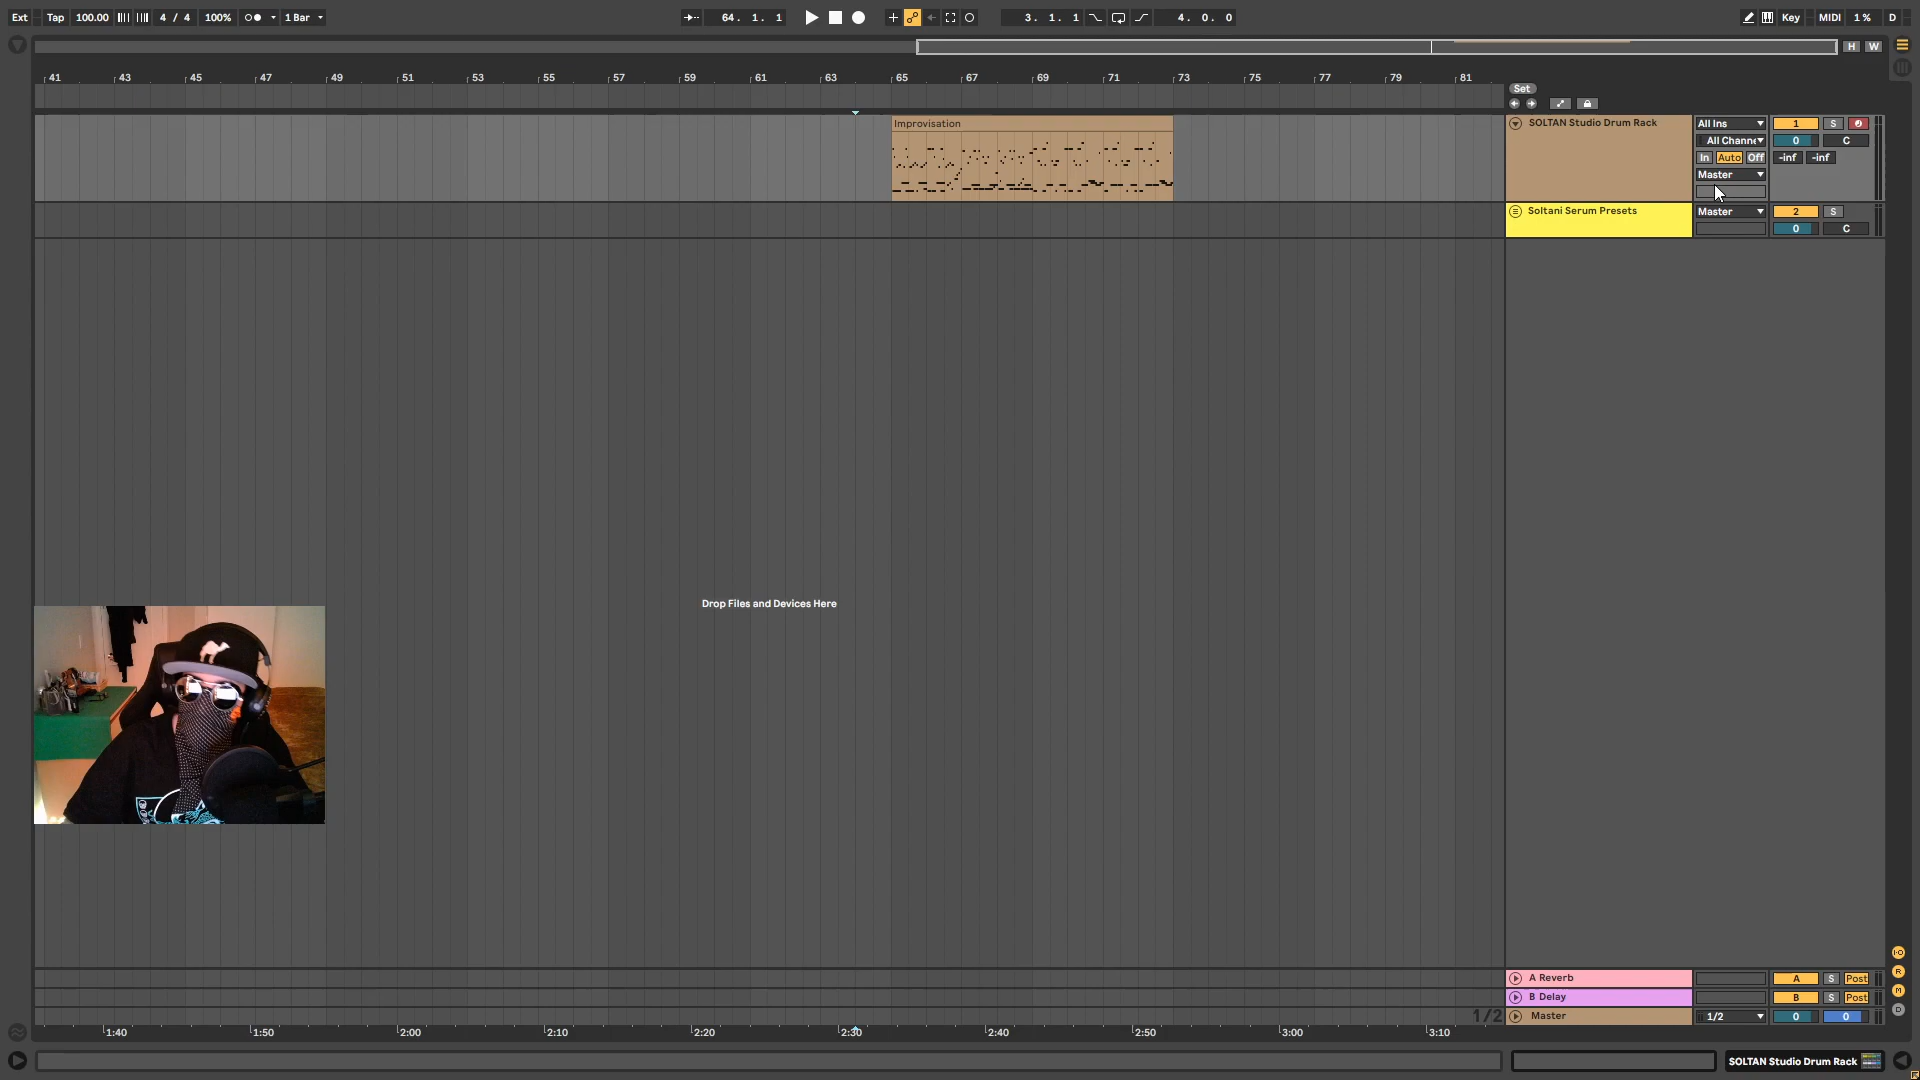 Ext Tap 100.00 4 / 4 100% 1 Bar 64. 1. 1 3. 1. 1 4. 0. 0 Key MIDI 1% D
H W
41 43 45 47 49 51 53 55 57 59 61 63 65 67 69 71 73 75 77 79 81
Set
Improvisation
SOLTAN Studio Drum Rack All Ins 1 S
All Channe 0 C
In Auto Off -inf -inf
Master
Soltani Serum Presets Master 2 S
0 C
Drop Files and Devices Here
A Reverb A S Post
B Delay B S Post
1/2 Master 1/2 0 0
1:40 1:50 2:00 2:10 2:20 2:30 2:40 2:50 3:00 3:10
SOLTAN Studio Drum Rack
I·O
R
M
D